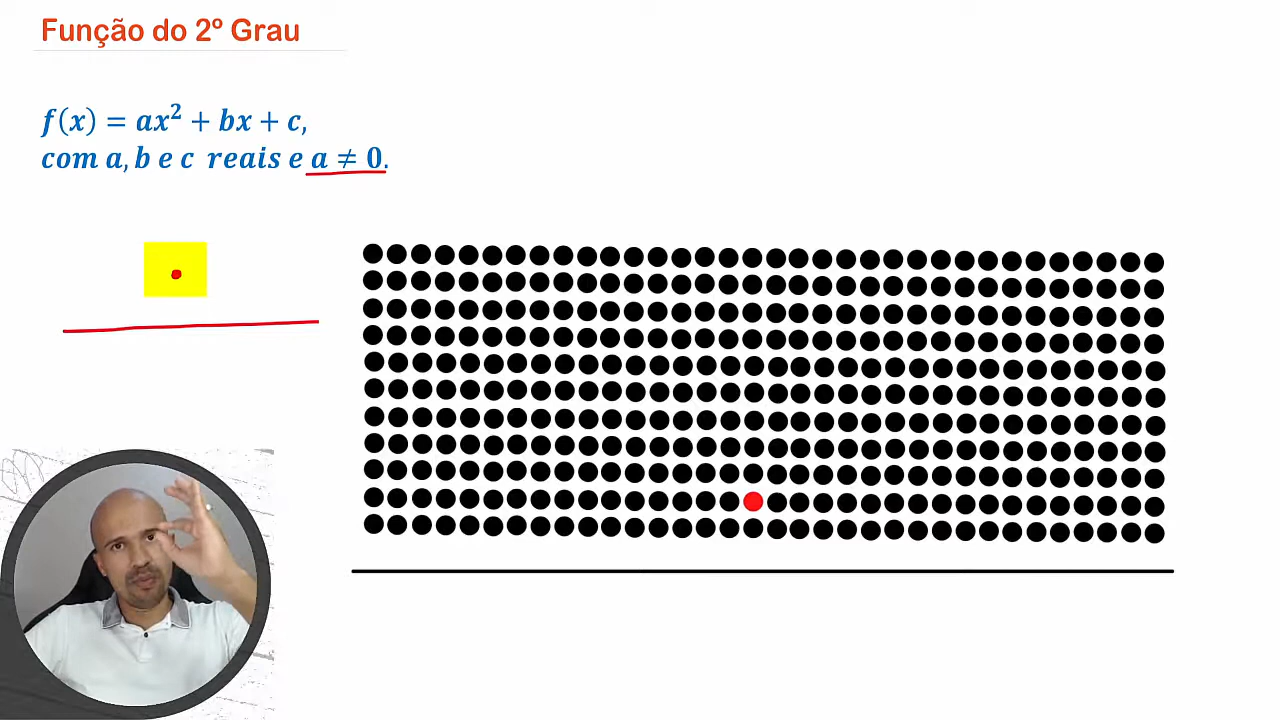 Função do 2º Grau
f(x) = ax² + bx + c,
com a, b e c reais e a ≠ 0.